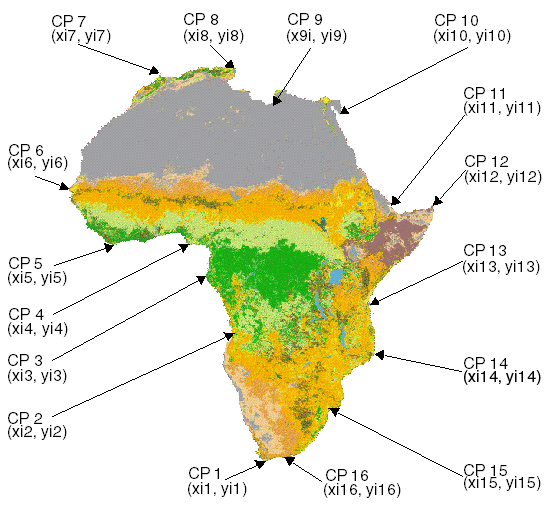 CP 7
(xi7, yi7)
CP 8
(xi8, yi8)
CP 9
(x9i, yi9)
CP 10
(xi10, yi10)
CP 11
(xi11, yi11)
CP 6
(xi6, yi6)
CP 12
(xi12, yi12)
CP 5
(xi5, yi5)
CP 13
(xi13, yi13)
CP 4
(xi4, yi4)
CP 3
(xi3, yi3)
CP 14
(xi14, yi14)
CP 2
(xi2, yi2)
CP 1
(xi1, yi1)
CP 16
(xi16, yi16)
CP 15
(xi15, yi15)